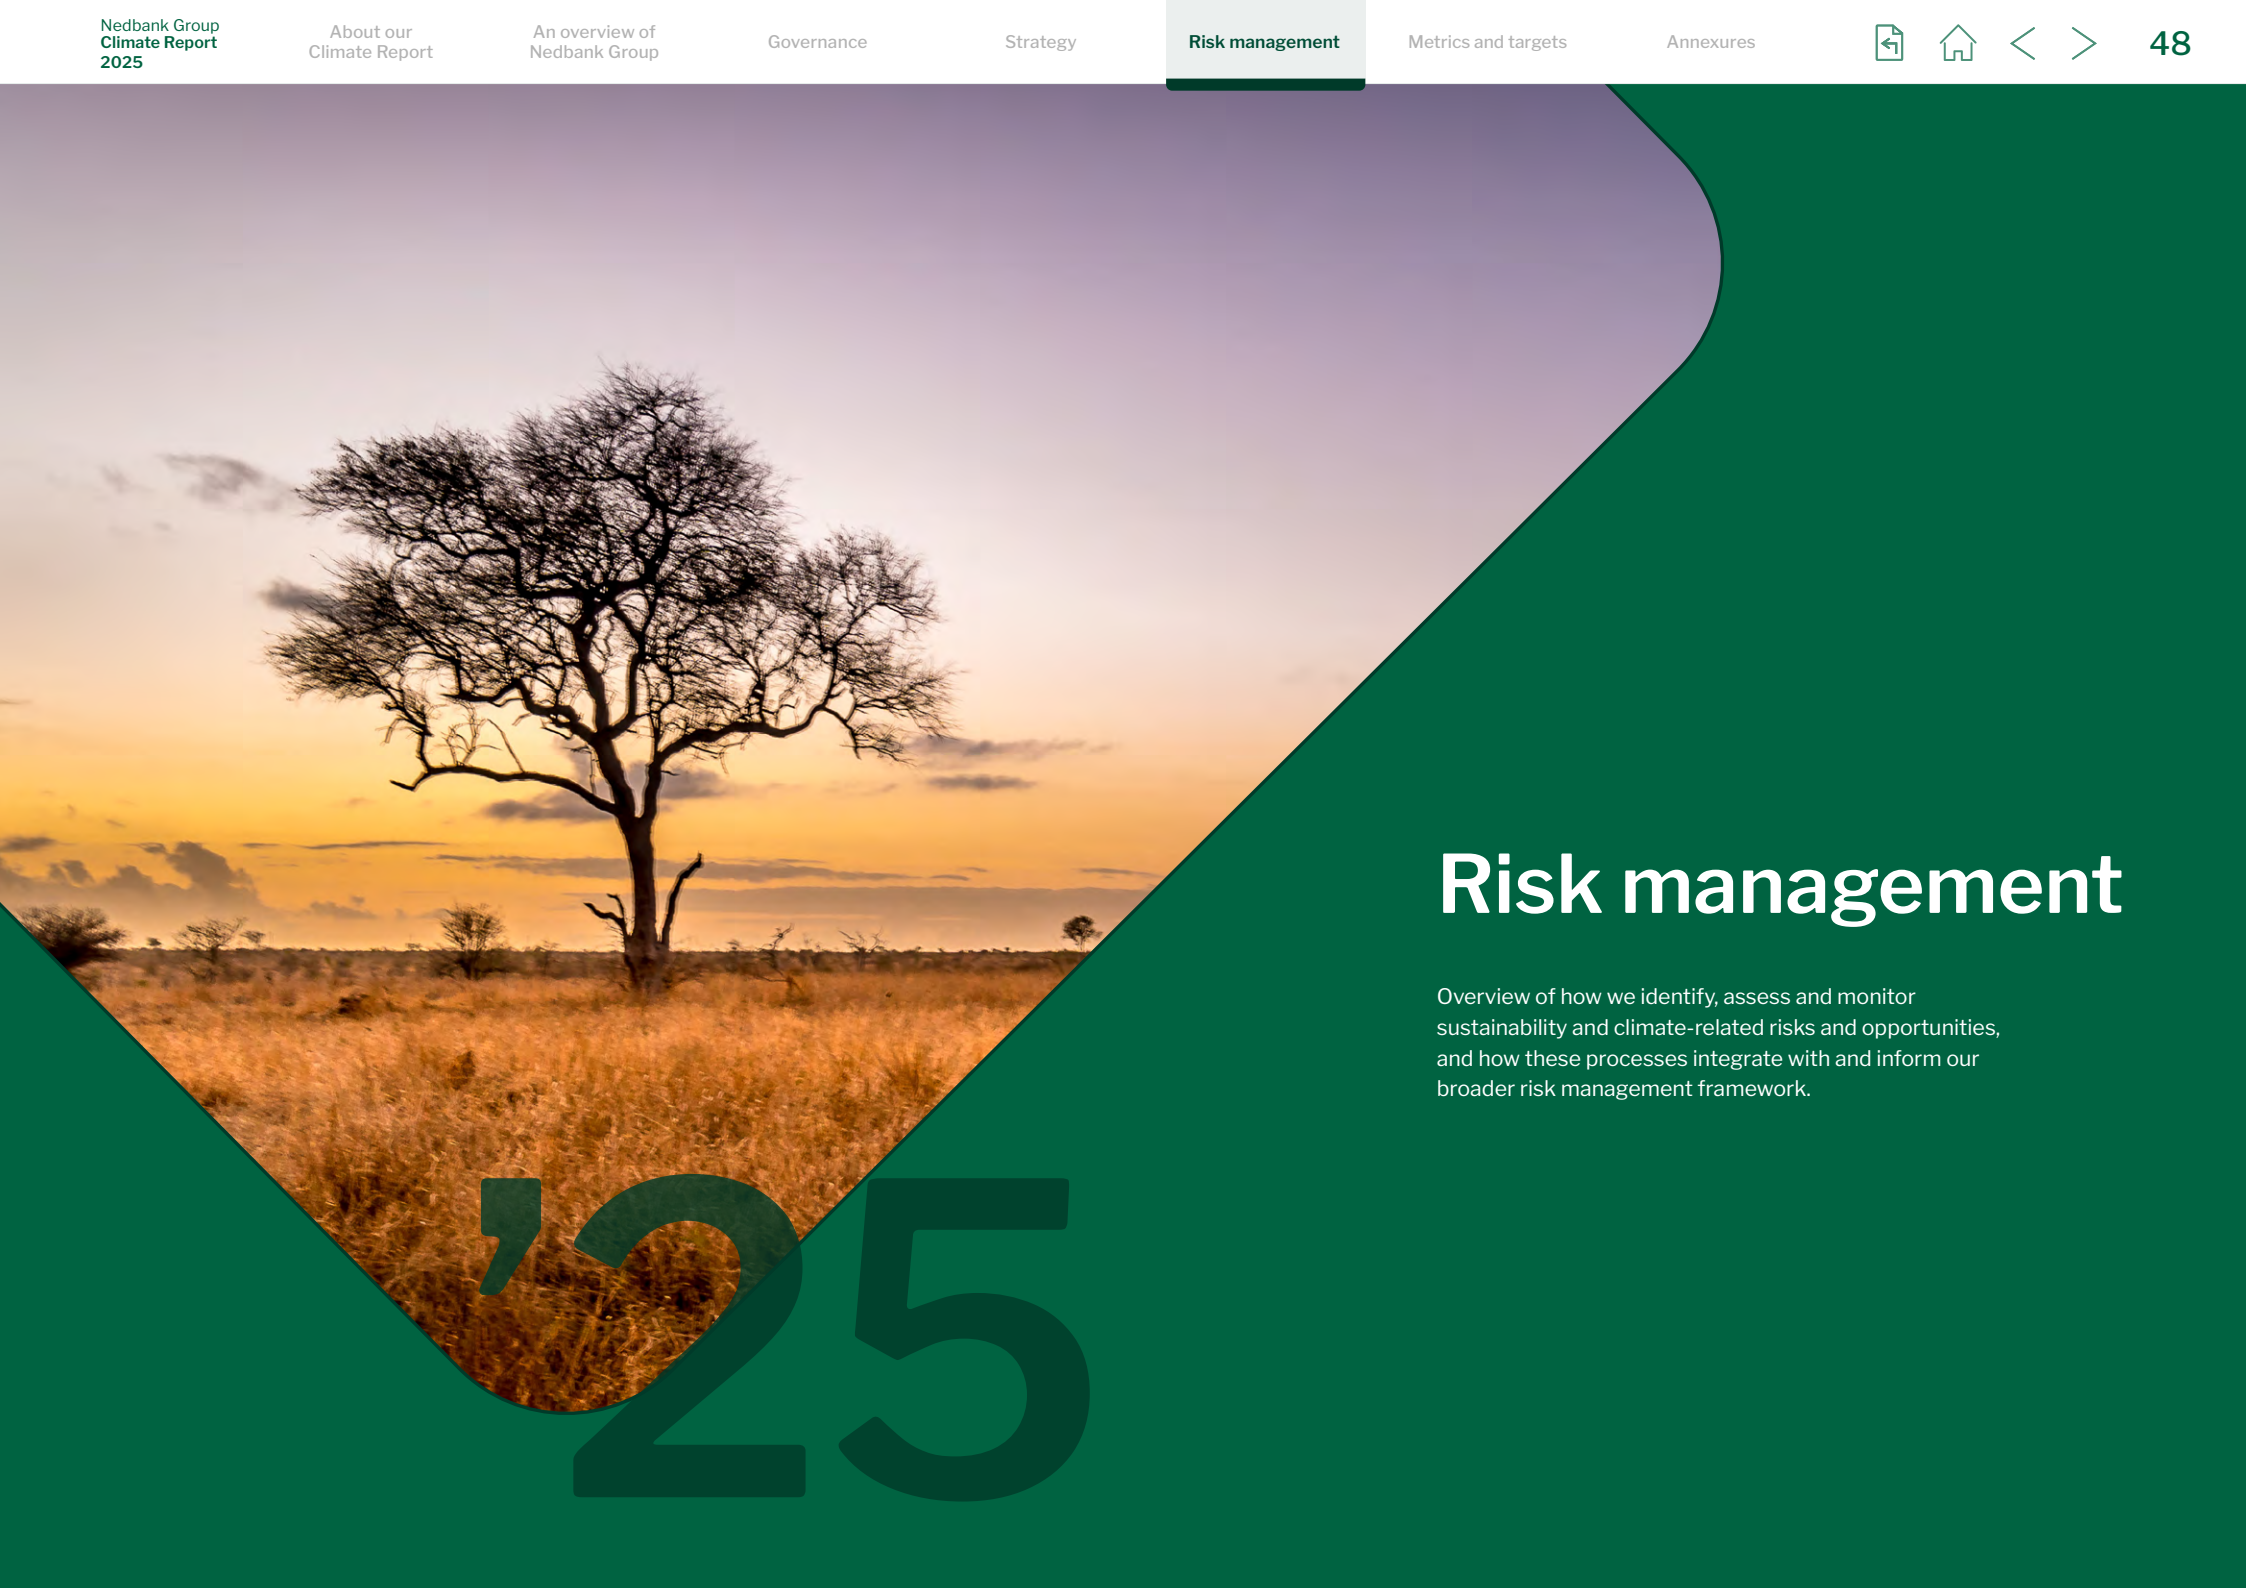 Nedbank Group
Climate Report
2025
About our
Climate Report
An overview of
Nedbank Group
Governance
Strategy
Risk management
Metrics and targets
Annexures
48
Risk management
Overview of how we identify, assess and monitor
sustainability and climate-related risks and opportunities,
and how these processes integrate with and inform our
broader risk management framework.
’25